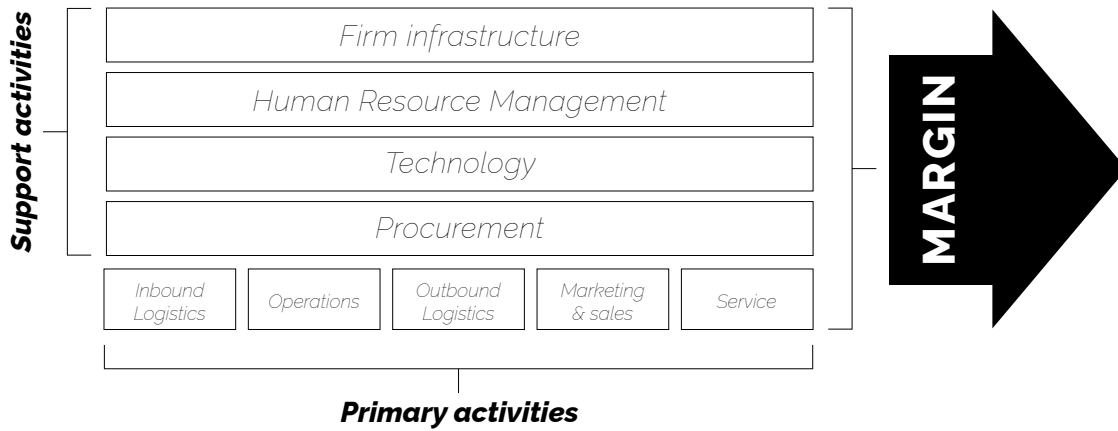 Support activities
Firm infrastructure
Human Resource Management
Technology
Procurement
Inbound
Logistics
Operations
Outbound
Logistics
Marketing
& sales
Service
Primary activities
MARGIN